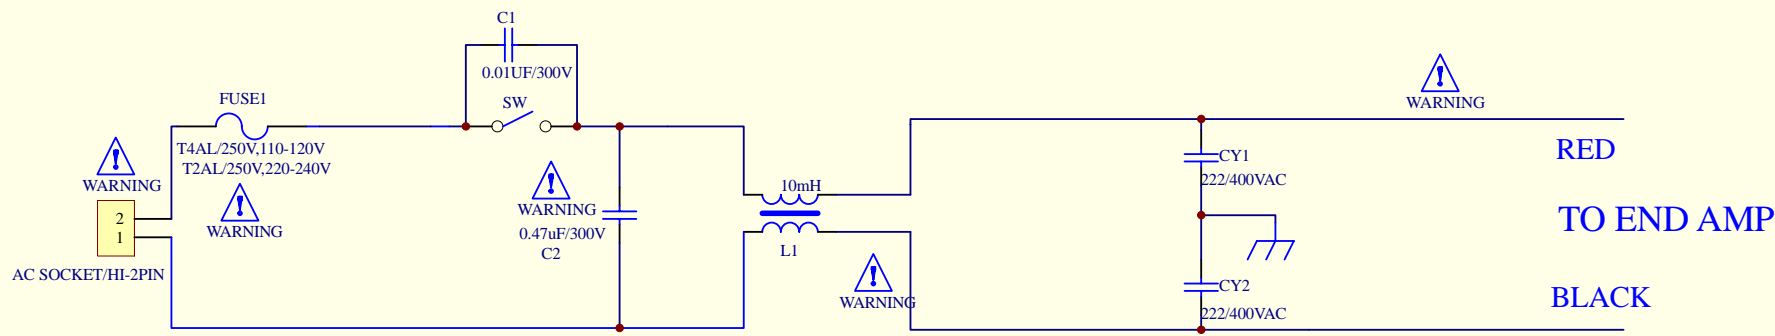 C1
0.01UF/300V
FUSE1
SW
WARNING
T4AL/250V,110-120V
T2AL/250V,220-240V
RED
CY1
WARNING
222/400VAC
10mH
WARNING
2
WARNING
TO END AMP
1
0.47uF/300V
C2
L1
AC SOCKET/HI-2PIN
CY2
BLACK
WARNING
222/400VAC